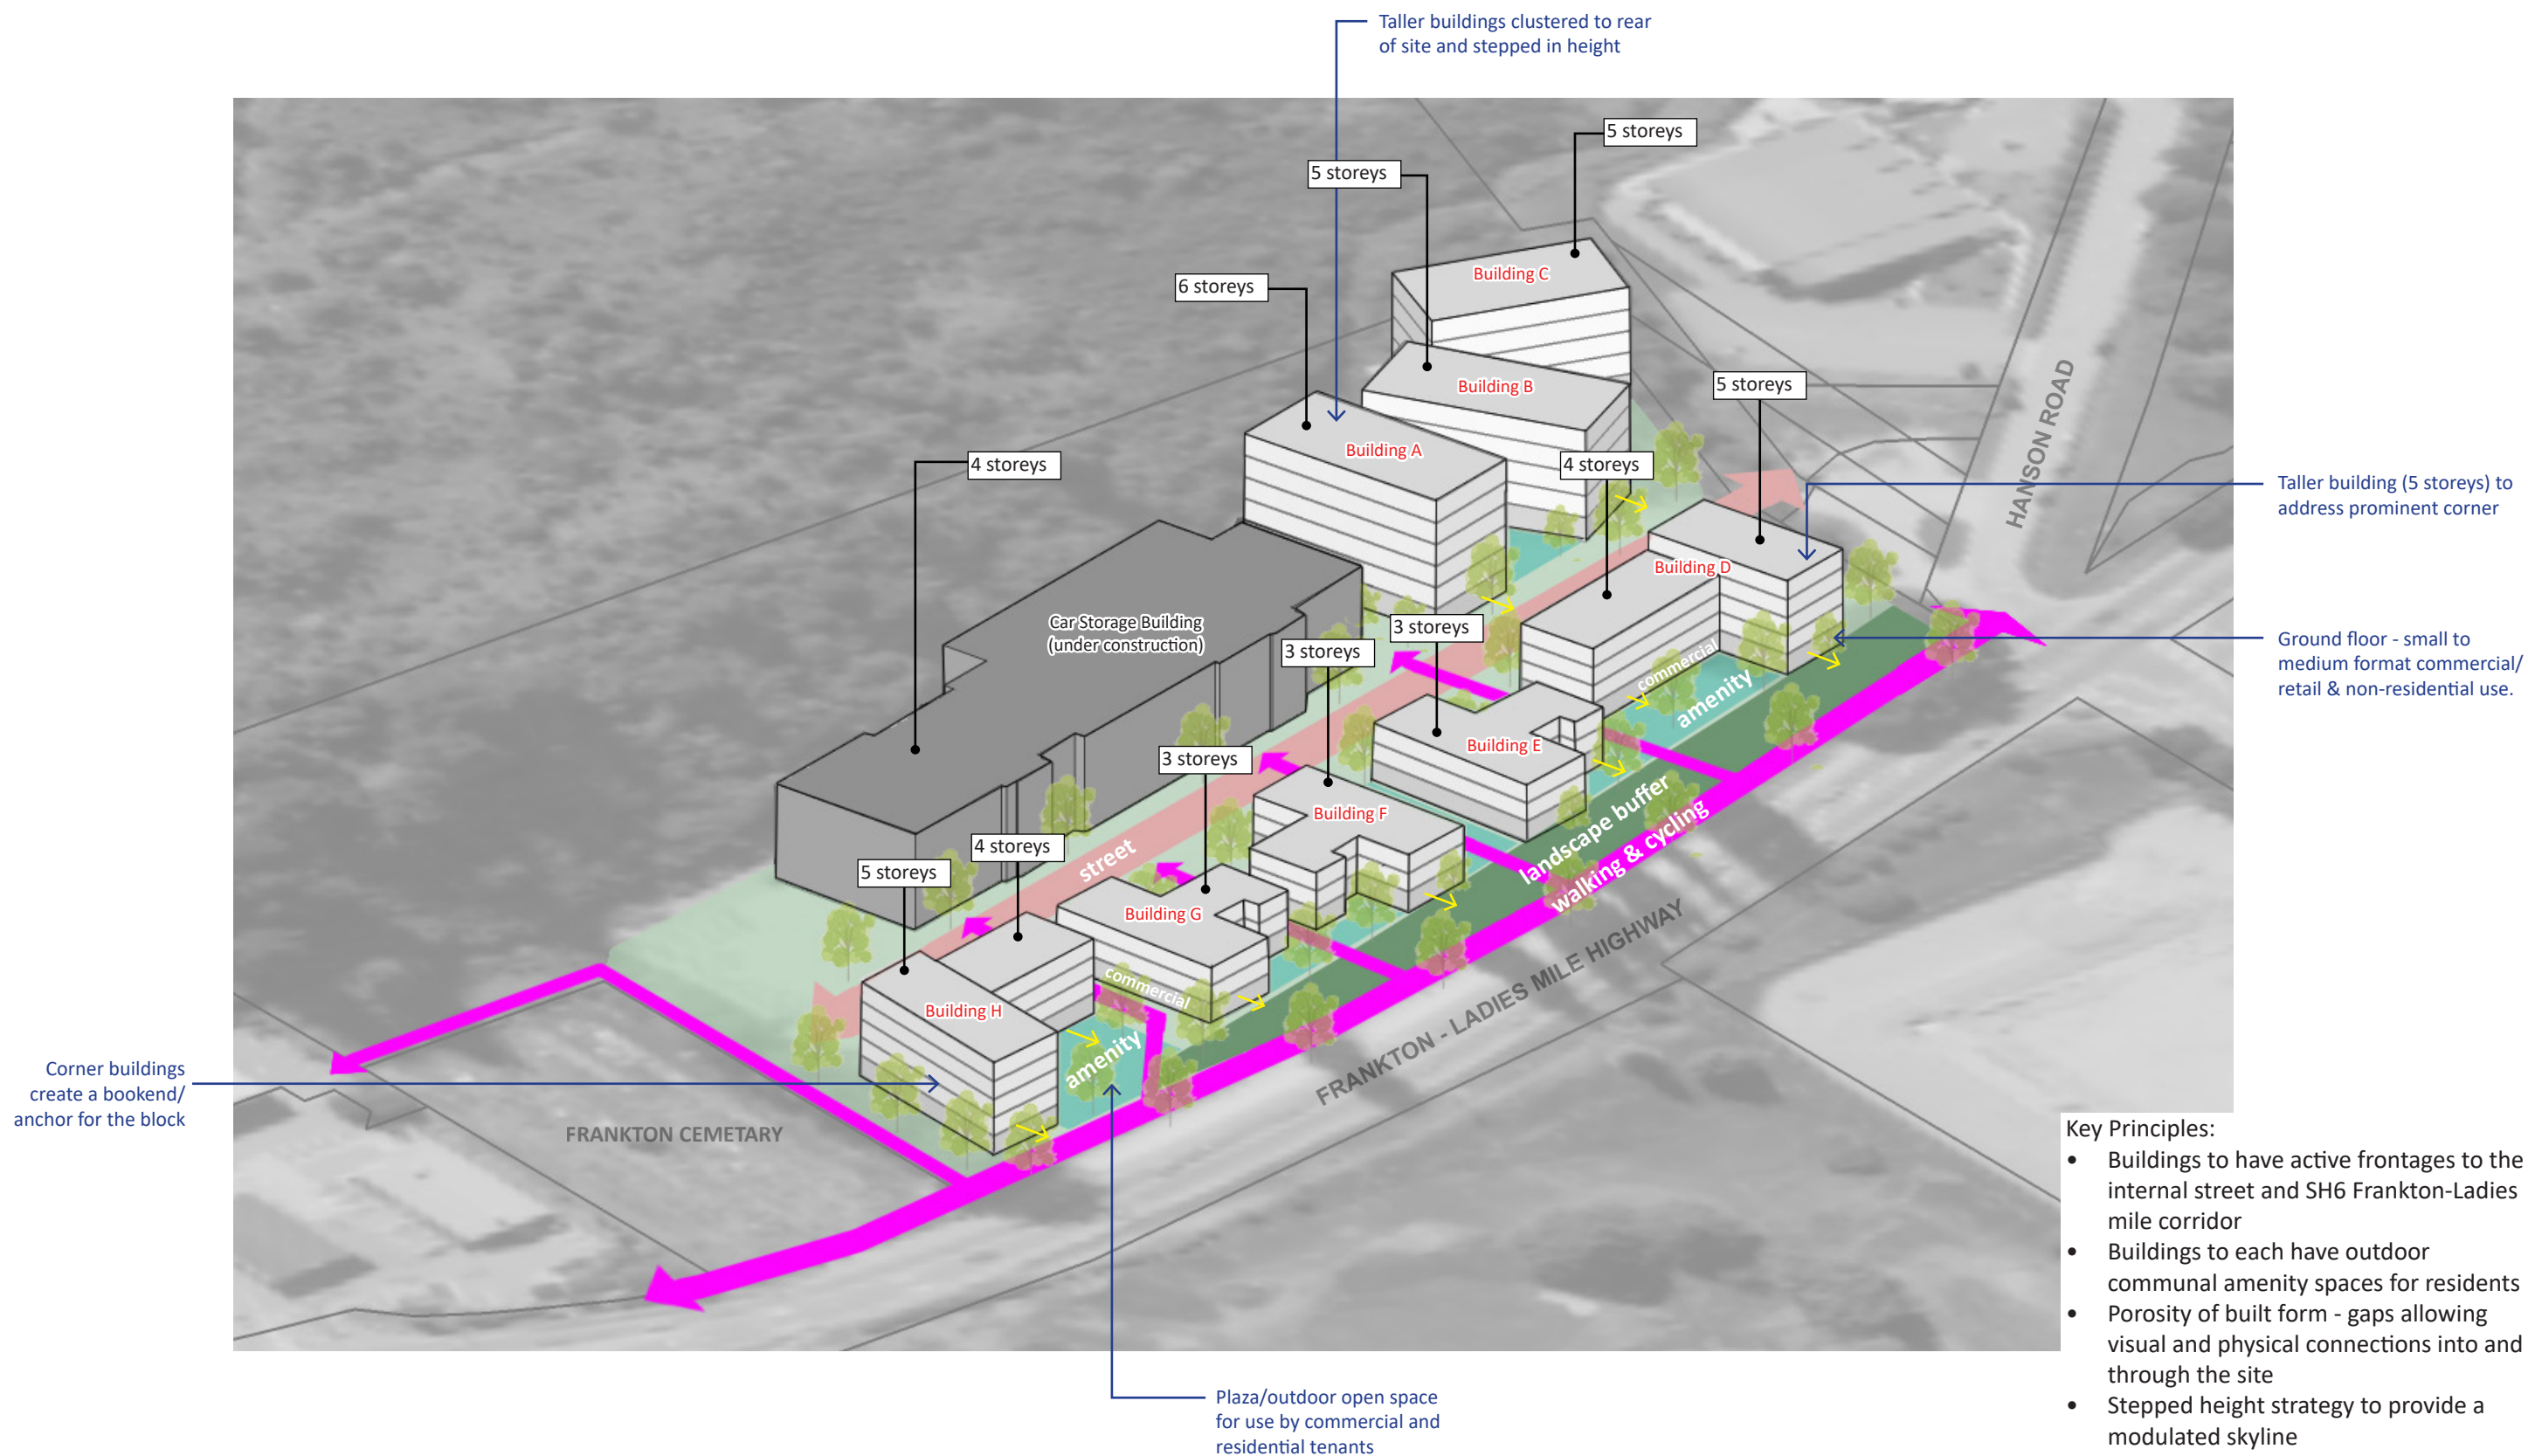 Taller buildings clustered to rear
of site and stepped in height
5 storeys
5 storeys
Building C
6 storeys
Building B
5 storeys
Building A
4 storeys
4 storeys
HANSON ROAD
Taller building (5 storeys) to
address prominent corner
Building D
Car Storage Building
(under construction)
3 storeys
3 storeys
commercial
amenity
Ground floor - small to
medium format commercial/
retail & non-residential use.
Building E
3 storeys
Building F
landscape buffer
walking & cycling
street
4 storeys
5 storeys
Building G
FRANKTON - LADIES MILE HIGHWAY
commercial
Building H
amenity
Corner buildings
create a bookend/
anchor for the block
FRANKTON CEMETARY
Key Principles:
• Buildings to have active frontages to the
internal street and SH6 Frankton-Ladies
mile corridor
• Buildings to each have outdoor
communal amenity spaces for residents
• Porosity of built form - gaps allowing
visual and physical connections into and
through the site
• Stepped height strategy to provide a
modulated skyline
Plaza/outdoor open space
for use by commercial and
residential tenants